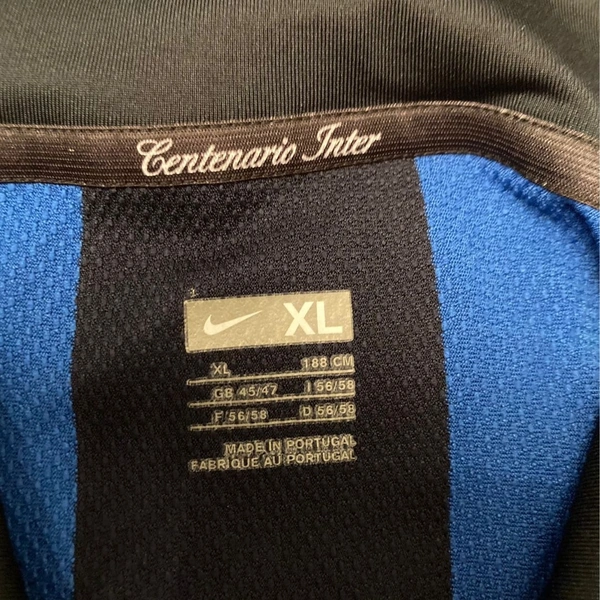 Centenario Inter
XL
XL 188 CM
GB 45/47 I 56/58
F 56/58 D 56/58
MADE IN PORTUGAL
FABRIQUE AU PORTUGAL